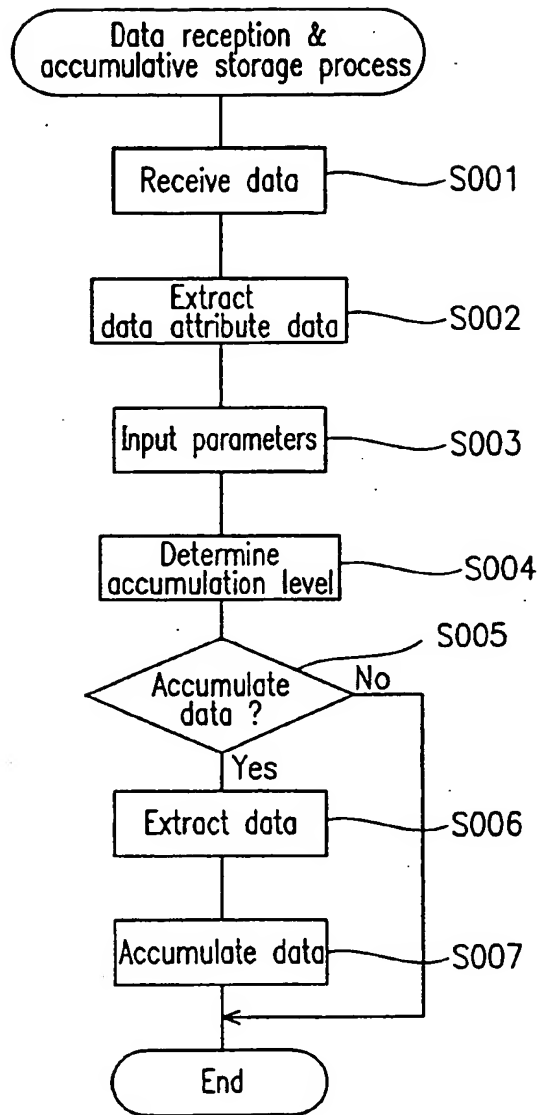 Data reception &
accumulative storage process
Receive data
S001
Extract
data attribute data
S002
Input parameters
S003
Determine
accumulation level
S004
S005
Accumulate
data ?
No
Yes
Extract data
S006
Accumulate data
S007
End